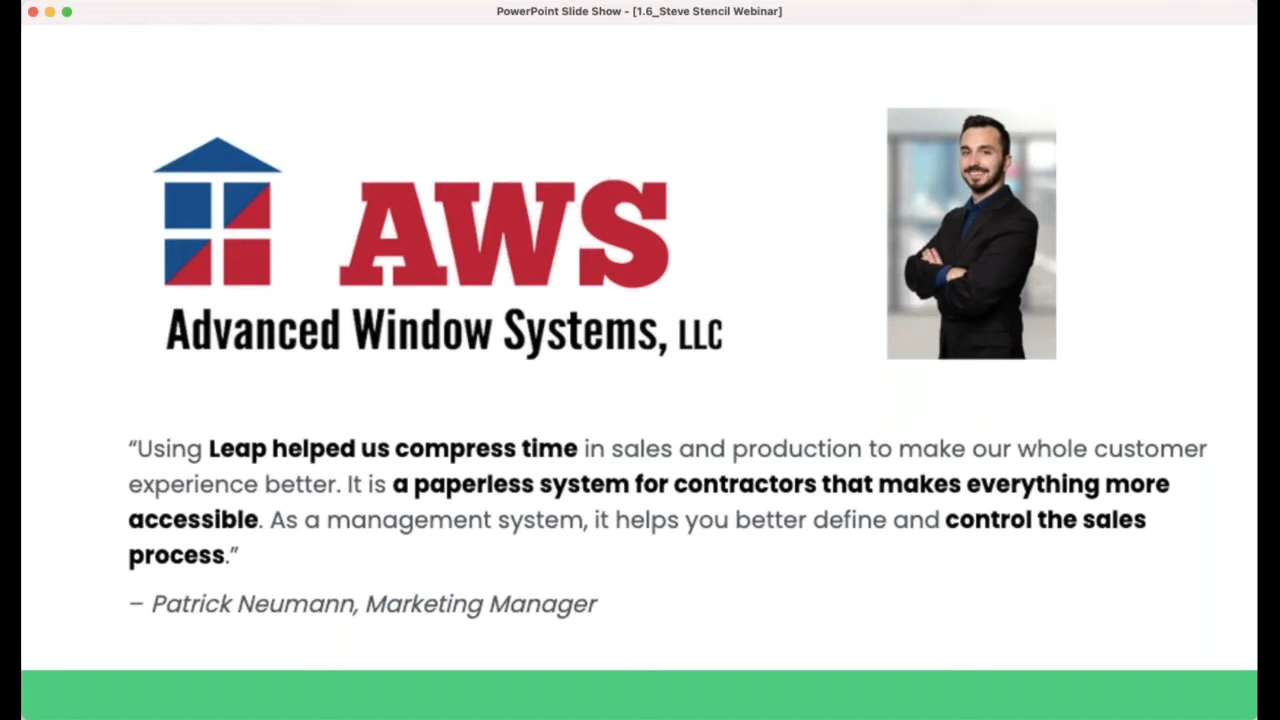 PowerPoint Slide Show - [1.6_Steve Stencil Webinar]
AWS
Advanced Window Systems, LLC
“Using Leap helped us compress time in sales and production to make our whole customer
experience better. It is a paperless system for contractors that makes everything more
accessible. As a management system, it helps you better define and control the sales
process.”
– Patrick Neumann, Marketing Manager